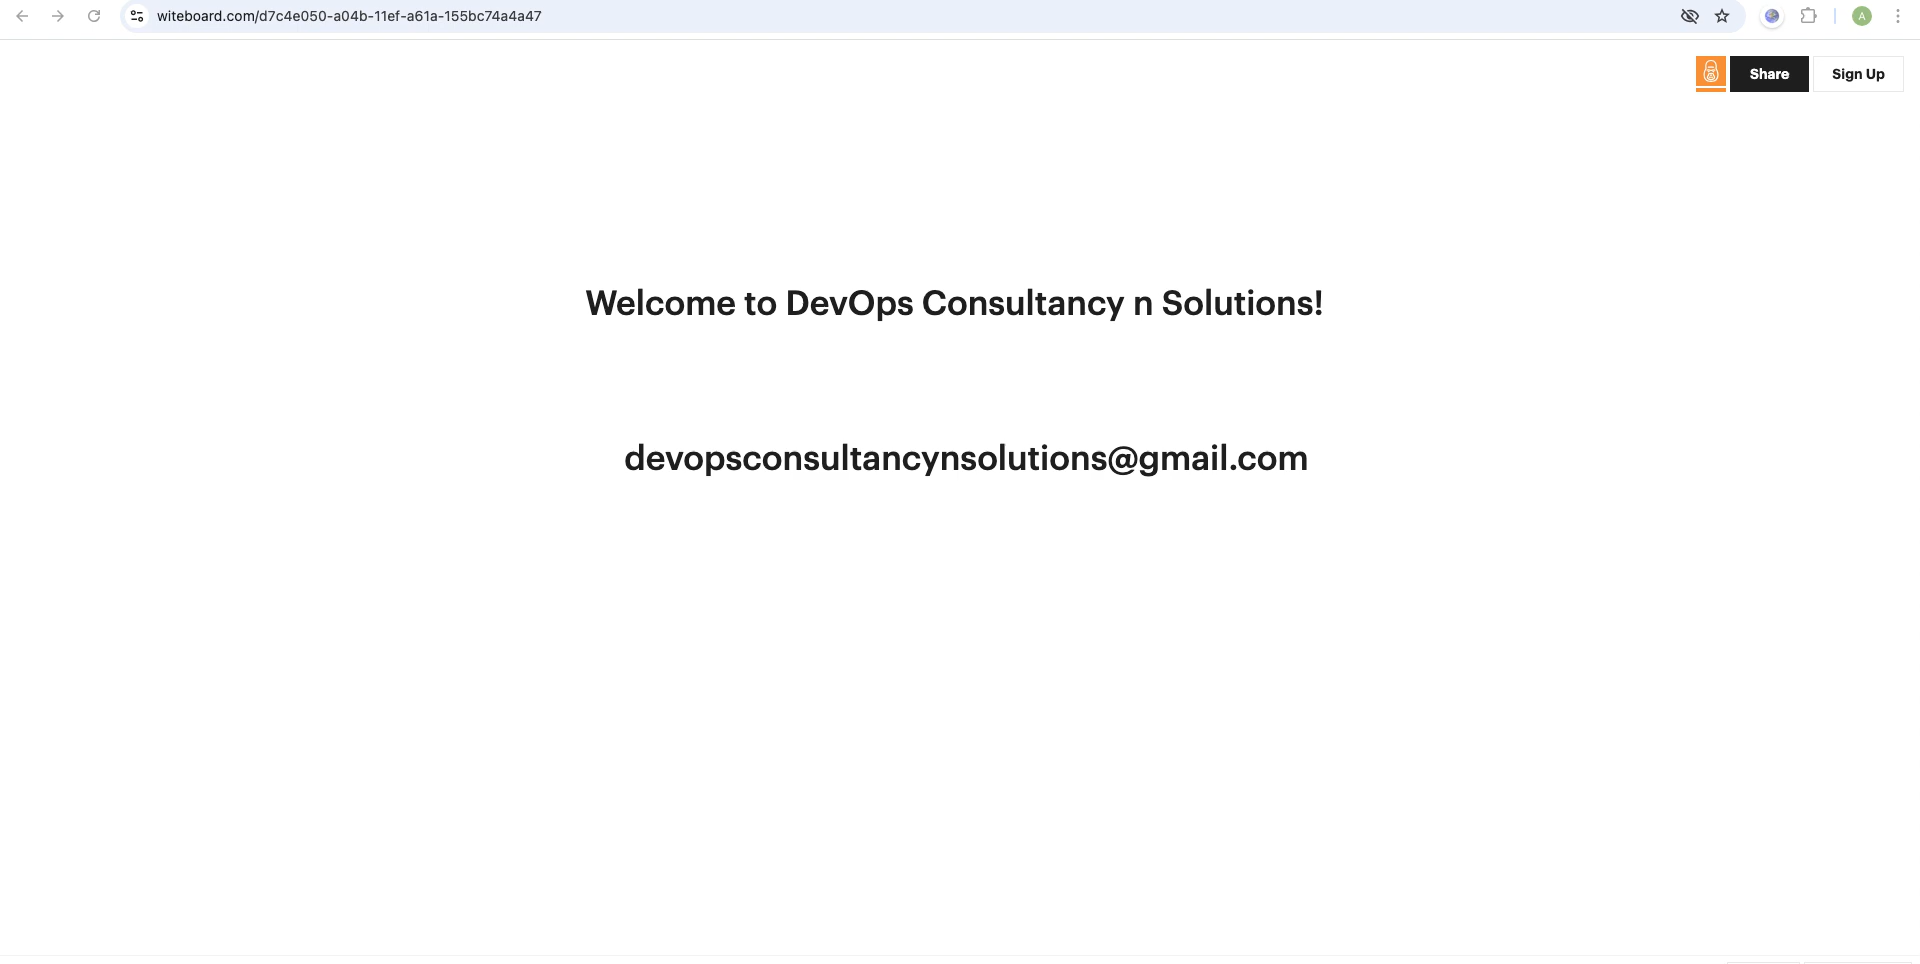 witeboard.com/d7c4e050-a04b-11ef-a61a-155bc74a4a47
A
Share
Sign Up
Welcome to DevOps Consultancy n Solutions!
devopsconsultancynsolutions@gmail.com